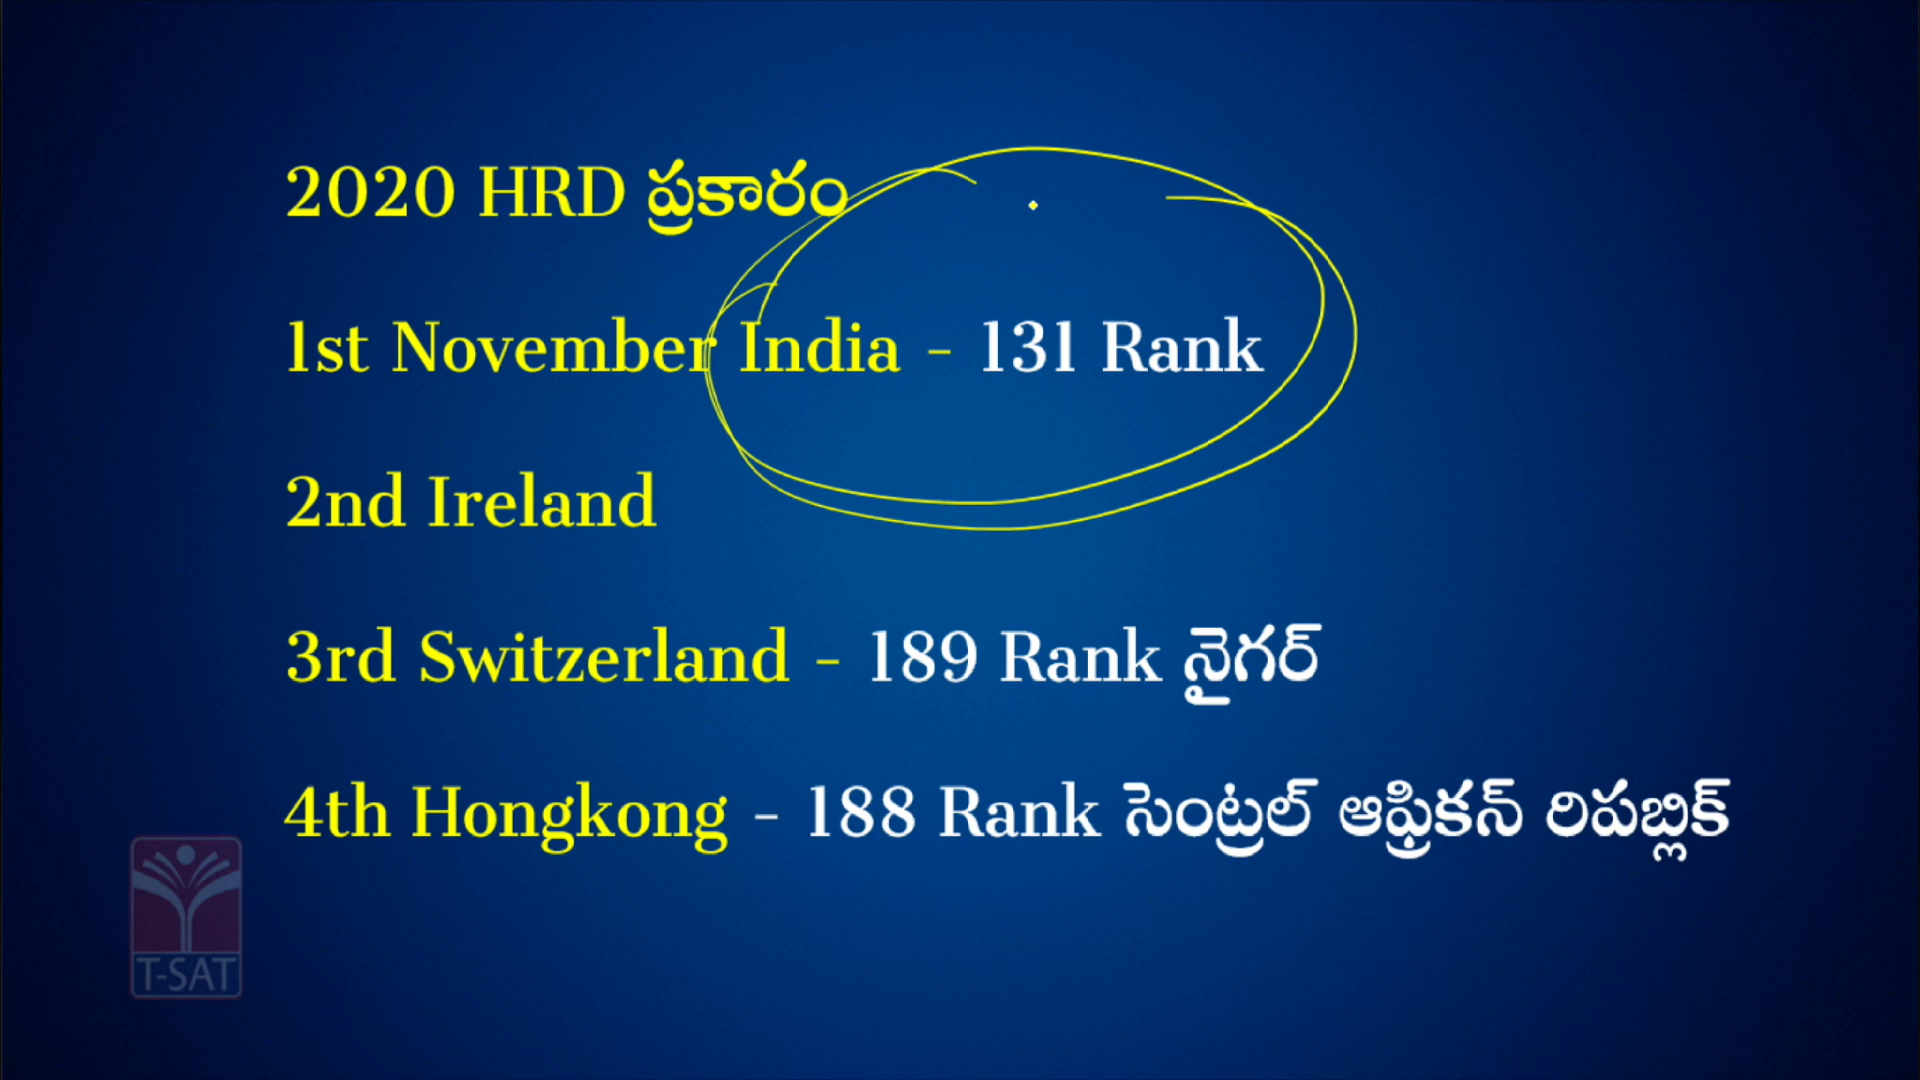 2020 HRD ప్రకారం
1st November India - 131 Rank
2nd Ireland
3rd Switzerland - 189 Rank నైగర్
4th Hongkong - 188 Rank సెంట్రల్ ఆఫ్రికన్ రిపబ్లిక్
T-SAT